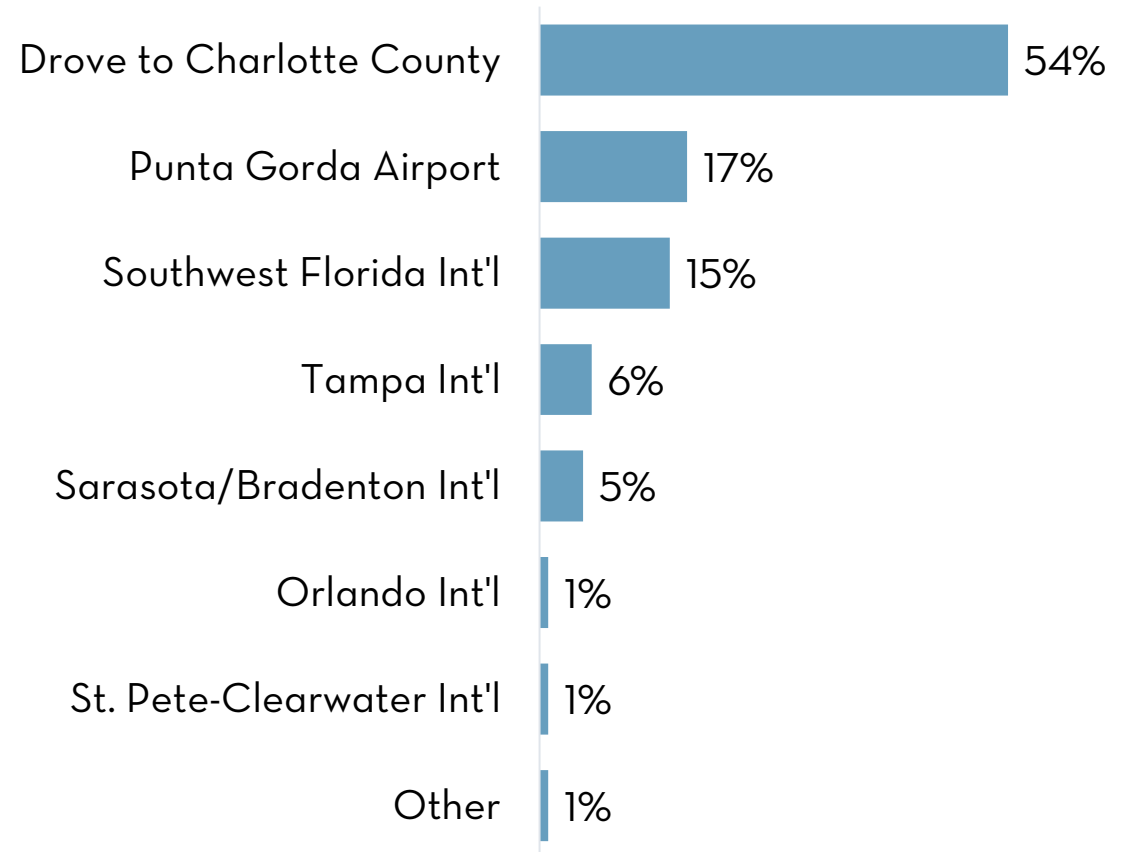 Drove to Charlotte County 54%
Punta Gorda Airport 17%
Southwest Florida Int'l 15%
Tampa Int'l 6%
Sarasota/Bradenton Int'l 5%
Orlando Int'l 1%
St. Pete-Clearwater Int'l 1%
Other 1%